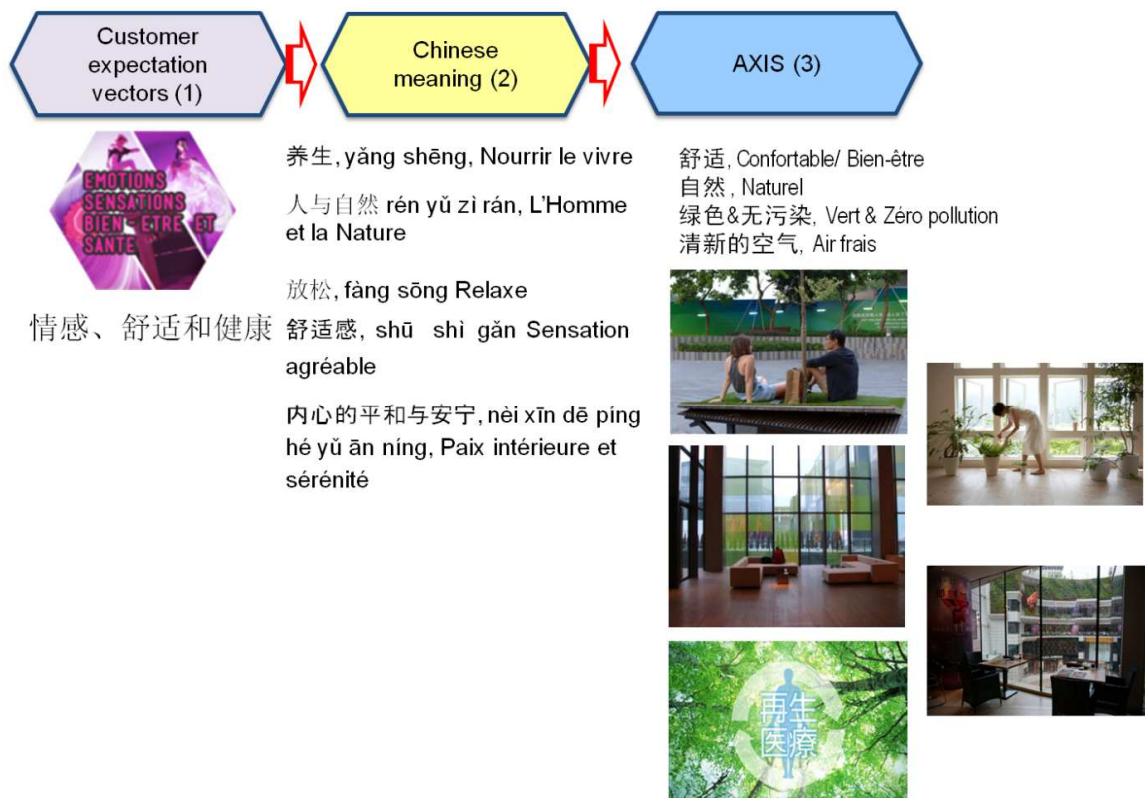 Customer
expectation
vectors (1)
Chinese
meaning (2)
AXIS (3)
EMOTIONS
SENSATIONS
BIEN-ETRE ET
SANTE
情感、舒适和健康
养生, yǎng shēng, Nourrir le vivre
人与自然 rén yǔ zì rán, L'Homme
et la Nature
放松, fàng sōng Relaxe
舒适感, shū shì gǎn Sensation
agréable
内心的平和与安宁, nèi xīn dē píng
hé yǔ ān níng, Paix intérieure et
sérénité
舒适, Confortable/ Bien-être
自然, Naturel
绿色&无污染, Vert & Zéro pollution
清新的空气, Air frais
再生
医療